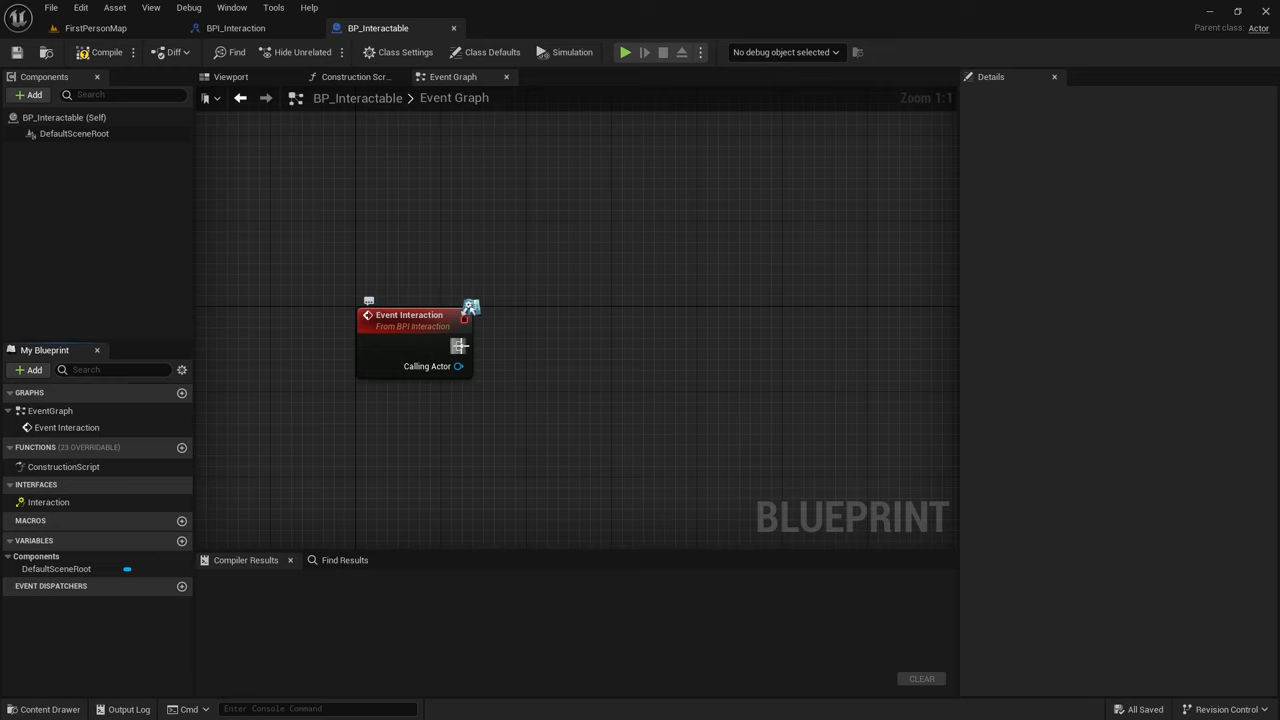 File Edit Asset View Debug Window Tools Help
FirstPersonMap BPI_Interaction BP_Interactable
Parent class: Actor
Compile Diff Find Hide Unrelated Class Settings Class Defaults Simulation No debug object selected
Components
Viewport Construction Scr... Event Graph
Details
Add Search
BP_Interactable > Event Graph
Zoom 1:1
BP_Interactable (Self)
DefaultSceneRoot
Event Interaction
From BPI Interaction
Calling Actor
My Blueprint
Add Search
GRAPHS
EventGraph
Event Interaction
FUNCTIONS (23 OVERRIDABLE)
ConstructionScript
INTERFACES
Interaction
MACROS
VARIABLES
Components
DefaultSceneRoot
EVENT DISPATCHERS
BLUEPRINT
Compiler Results Find Results
CLEAR
Content Drawer Output Log Cmd Enter Console Command
All Saved Revision Control